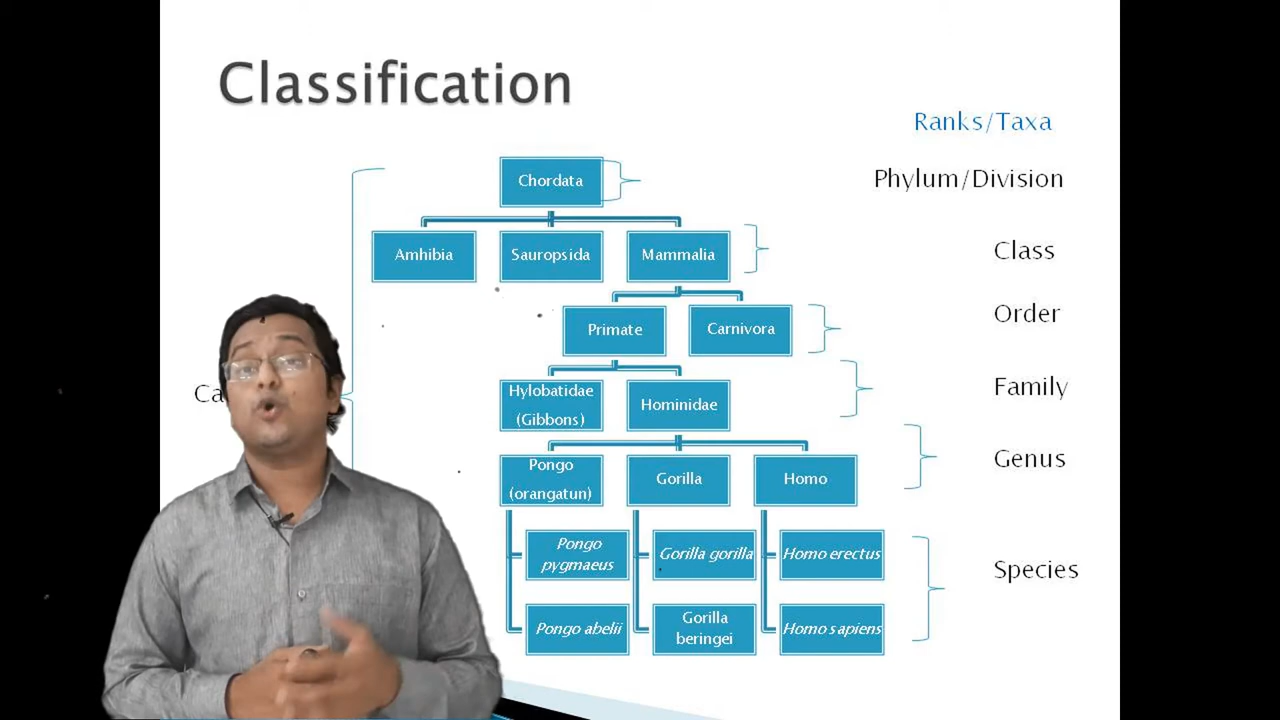 Classification
Ranks/Taxa
Chordata
Phylum/Division
Amhibia
Sauropsida
Mammalia
Class
Primate
Carnivora
Order
Hylobatidae
(Gibbons)
Hominidae
Family
Pongo
(orangatun)
Gorilla
Homo
Genus
Pongo
pygmaeus
Gorilla gorilla
Homo erectus
Species
Pongo abelii
Gorilla
beringei
Homo sapiens